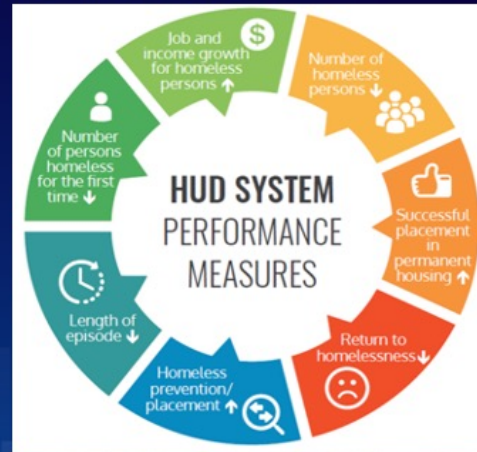 HUD SYSTEM
PERFORMANCE
MEASURES
Job and
income growth
for homeless
persons ↑
$
Number of
homeless
persons ↓
Successful
placement
in
permanent
housing ↑
Return to
homelessness ↓
Homeless
prevention/
placement ↑
Length of
episode ↓
Number
of persons
homeless
for the first
time ↓